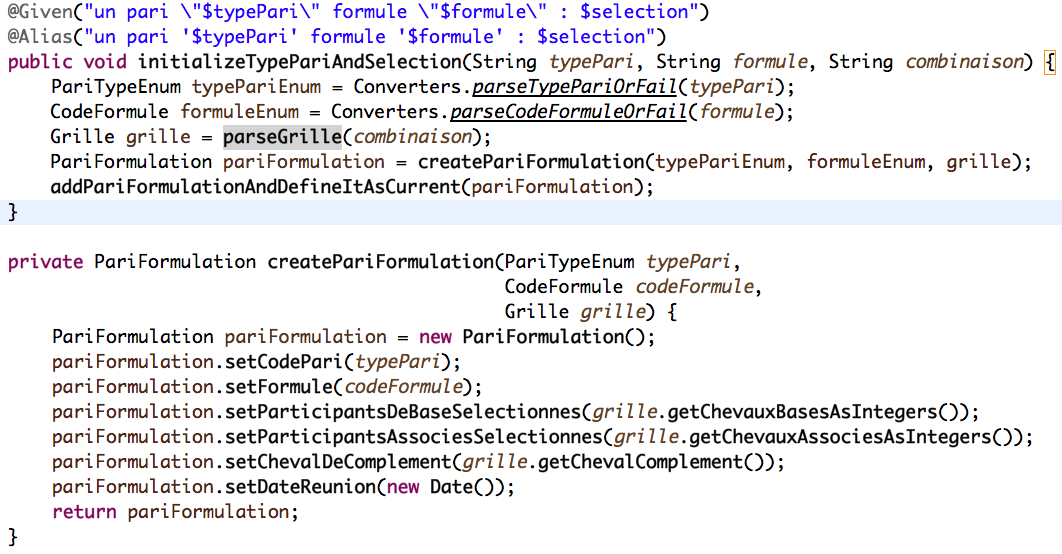 @Given("un pari \"$typePari\" formule \"$formule\" : $selection")
@Alias("un pari '$typePari' formule '$formule' : $selection")
public void initializeTypePariAndSelection(String typePari, String formule, String combinaison) {
    PariTypeEnum typePariEnum = Converters.parseTypePariOrFail(typePari);
    CodeFormule formuleEnum = Converters.parseCodeFormuleOrFail(formule);
    Grille grille = parseGrille(combinaison);
    PariFormulation pariFormulation = createPariFormulation(typePariEnum, formuleEnum, grille);
    addPariFormulationAndDefineItAsCurrent(pariFormulation);
}

private PariFormulation createPariFormulation(PariTypeEnum typePari,
                                              CodeFormule codeFormule,
                                              Grille grille) {
    PariFormulation pariFormulation = new PariFormulation();
    pariFormulation.setCodePari(typePari);
    pariFormulation.setFormule(codeFormule);
    pariFormulation.setParticipantsDeBaseSelectionnes(grille.getChevauxBasesAsIntegers());
    pariFormulation.setParticipantsAssociesSelectionnes(grille.getChevauxAssociesAsIntegers());
    pariFormulation.setChevalDeComplement(grille.getChevalComplement());
    pariFormulation.setDateReunion(new Date());
    return pariFormulation;
}